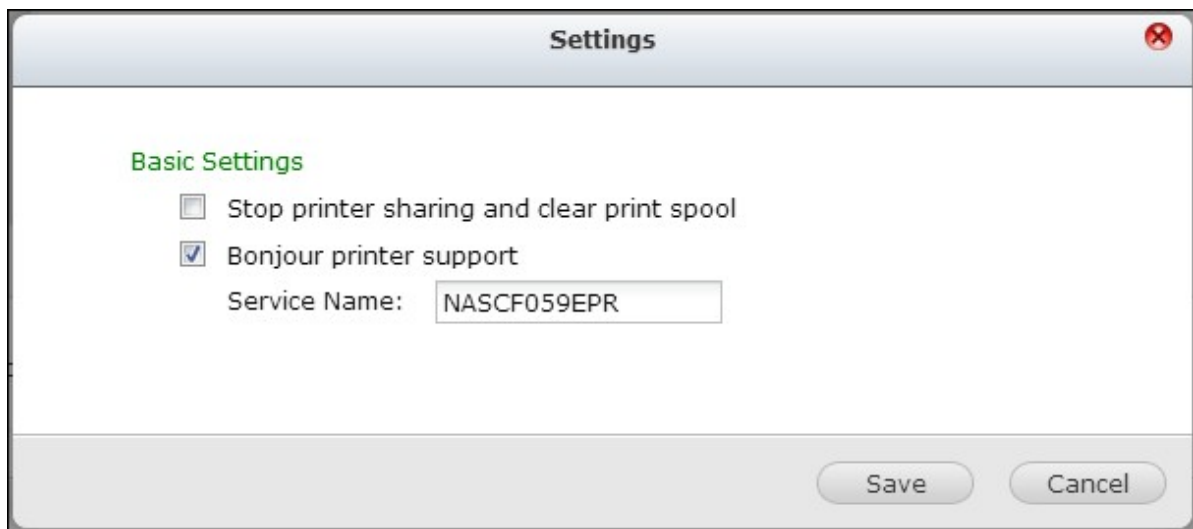 Settings
Basic Settings
Stop printer sharing and clear print spool
Bonjour printer support
Service Name: NASCF059EPR
Save Cancel